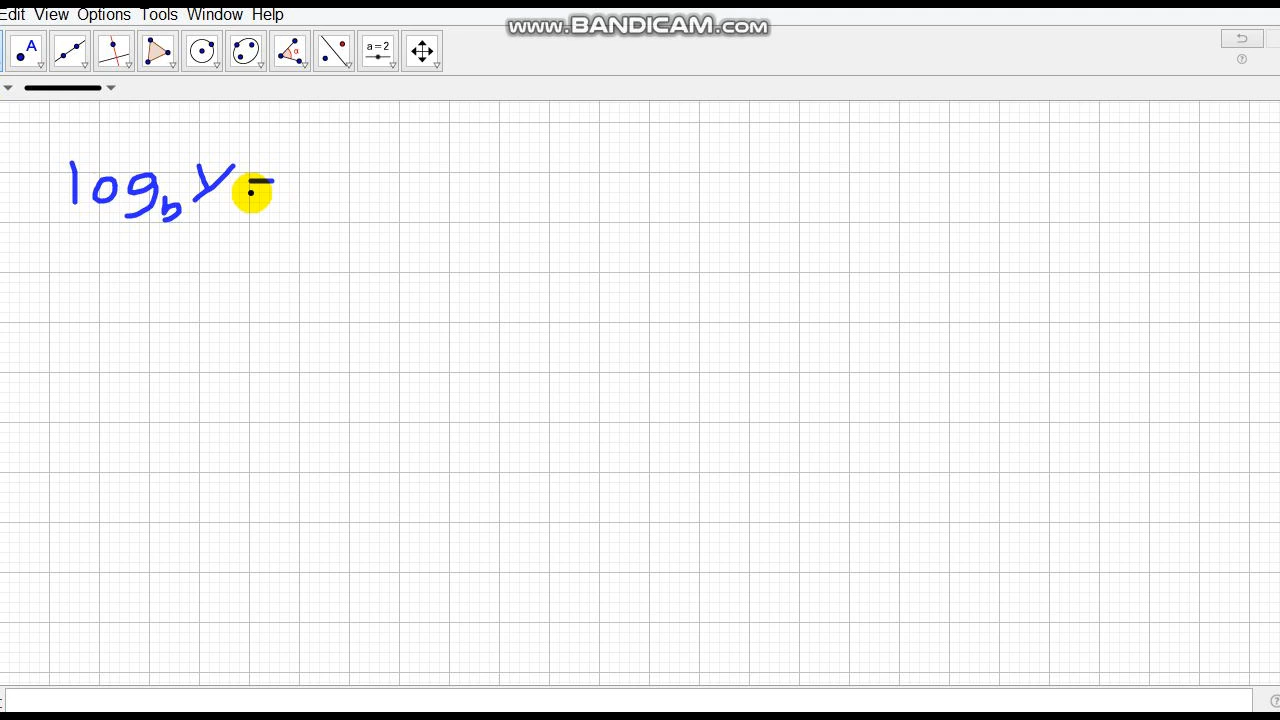 Edit View Options Tools Window Help
www.BANDICAM.com
A
α
a = 2
log_b y =